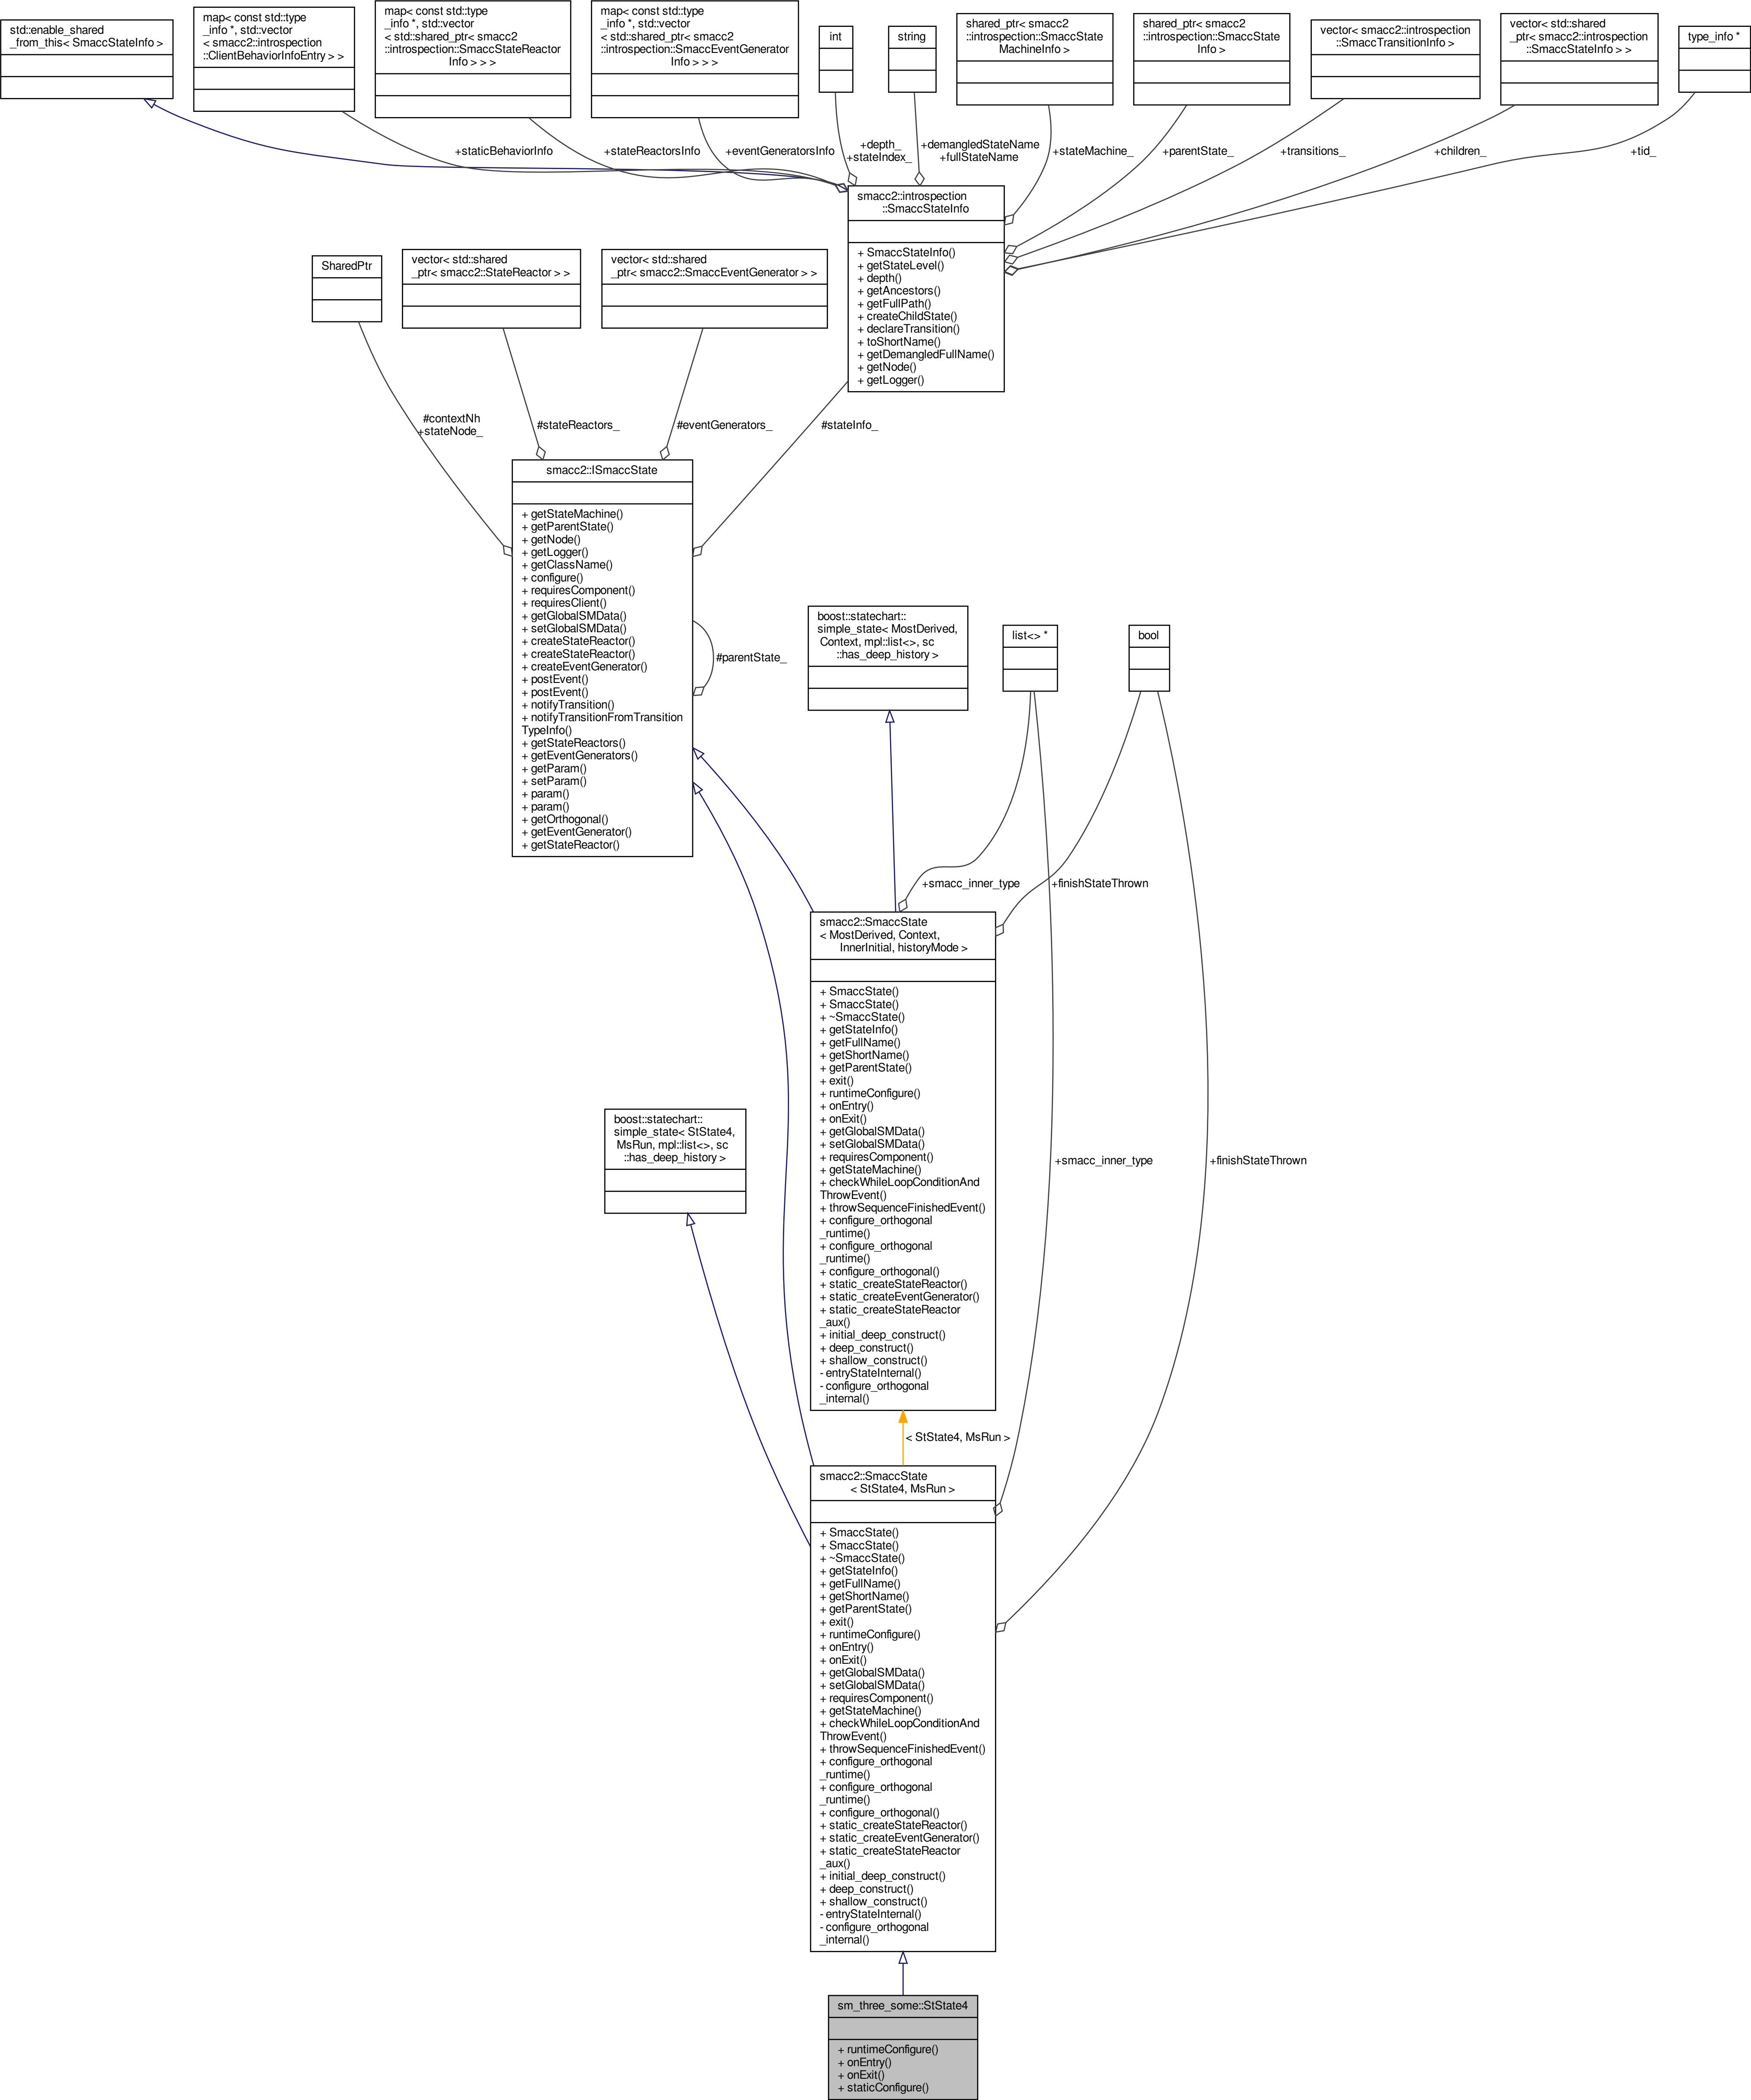 std::enable_shared
_from_this< SmaccStateInfo >
map< const std::type
_info *, std::vector
< smacc2::introspection
::ClientBehaviorInfoEntry > >
map< const std::type
_info *, std::vector
< std::shared_ptr< smacc2
::introspection::SmaccStateReactor
Info > > >
map< const std::type
_info *, std::vector
< std::shared_ptr< smacc2
::introspection::SmaccEventGenerator
Info > > >
int
string
shared_ptr< smacc2
::introspection::SmaccState
MachineInfo >
shared_ptr< smacc2
::introspection::SmaccState
Info >
vector< smacc2::introspection
::SmaccTransitionInfo >
vector< std::shared
_ptr< smacc2::introspection
::SmaccStateInfo > >
type_info *
+staticBehaviorInfo
+stateReactorsInfo
+eventGeneratorsInfo
+depth_
+stateIndex_
+demangledStateName
+fullStateName
+stateMachine_
+parentState_
+transitions_
+children_
+tid_
smacc2::introspection
::SmaccStateInfo
+ SmaccStateInfo()
+ getStateLevel()
+ depth()
+ getAncestors()
+ getFullPath()
+ createChildState()
+ declareTransition()
+ toShortName()
+ getDemangledFullName()
+ getNode()
+ getLogger()
SharedPtr
vector< std::shared
_ptr< smacc2::StateReactor > >
vector< std::shared
_ptr< smacc2::SmaccEventGenerator > >
#contextNh
+stateNode_
#stateReactors_
#eventGenerators_
#stateInfo_
smacc2::ISmaccState
+ getStateMachine()
+ getParentState()
+ getNode()
+ getLogger()
+ getClassName()
+ configure()
+ requiresComponent()
+ requiresClient()
+ getGlobalSMData()
+ setGlobalSMData()
+ createStateReactor()
+ createStateReactor()
+ createEventGenerator()
+ postEvent()
+ postEvent()
+ notifyTransition()
+ notifyTransitionFromTransition
TypeInfo()
+ getStateReactors()
+ getEventGenerators()
+ getParam()
+ setParam()
+ param()
+ param()
+ getOrthogonal()
+ getEventGenerator()
+ getStateReactor()
#parentState_
boost::statechart::
simple_state< MostDerived,
Context, mpl::list<>, sc
::has_deep_history >
list<> *
bool
+smacc_inner_type
+finishStateThrown
smacc2::SmaccState
< MostDerived, Context,
InnerInitial, historyMode >
+ SmaccState()
+ SmaccState()
+ ~SmaccState()
+ getStateInfo()
+ getFullName()
+ getShortName()
+ getParentState()
+ exit()
+ runtimeConfigure()
+ onEntry()
+ onExit()
+ getGlobalSMData()
+ setGlobalSMData()
+ requiresComponent()
+ getStateMachine()
+ checkWhileLoopConditionAnd
ThrowEvent()
+ throwSequenceFinishedEvent()
+ configure_orthogonal
_runtime()
+ configure_orthogonal
_runtime()
+ configure_orthogonal()
+ static_createStateReactor()
+ static_createEventGenerator()
+ static_createStateReactor
_aux()
+ initial_deep_construct()
+ deep_construct()
+ shallow_construct()
- entryStateInternal()
- configure_orthogonal
_internal()
boost::statechart::
simple_state< StState4,
MsRun, mpl::list<>, sc
::has_deep_history >
+smacc_inner_type
+finishStateThrown
< StState4, MsRun >
smacc2::SmaccState
< StState4, MsRun >
+ SmaccState()
+ SmaccState()
+ ~SmaccState()
+ getStateInfo()
+ getFullName()
+ getShortName()
+ getParentState()
+ exit()
+ runtimeConfigure()
+ onEntry()
+ onExit()
+ getGlobalSMData()
+ setGlobalSMData()
+ requiresComponent()
+ getStateMachine()
+ checkWhileLoopConditionAnd
ThrowEvent()
+ throwSequenceFinishedEvent()
+ configure_orthogonal
_runtime()
+ configure_orthogonal
_runtime()
+ configure_orthogonal()
+ static_createStateReactor()
+ static_createEventGenerator()
+ static_createStateReactor
_aux()
+ initial_deep_construct()
+ deep_construct()
+ shallow_construct()
- entryStateInternal()
- configure_orthogonal
_internal()
sm_three_some::StState4
+ runtimeConfigure()
+ onEntry()
+ onExit()
+ staticConfigure()